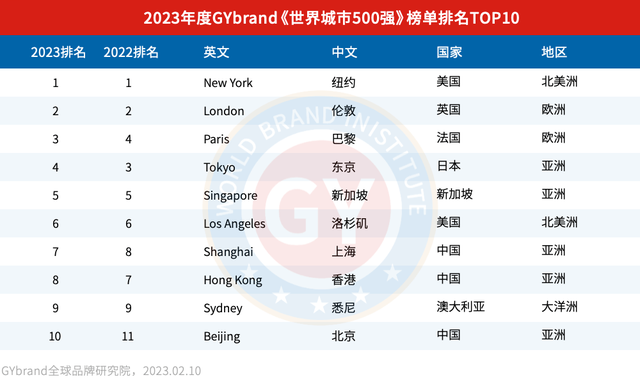 2023年度GYbrand《世界城市500强》榜单排名TOP10
2023排名 2022排名 英文 中文 国家 地区
1 1 New York 纽约 美国 北美洲
2 2 London 伦敦 英国 欧洲
3 4 Paris 巴黎 法国 欧洲
4 3 Tokyo 东京 日本 亚洲
5 5 Singapore 新加坡 新加坡 亚洲
6 6 Los Angeles 洛杉矶 美国 北美洲
7 8 Shanghai 上海 中国 亚洲
8 7 Hong Kong 香港 中国 亚洲
9 9 Sydney 悉尼 澳大利亚 大洋洲
10 11 Beijing 北京 中国 亚洲
WORLD BRAND INISTITUTE
GY
GYbrand全球品牌研究院，2023.02.10